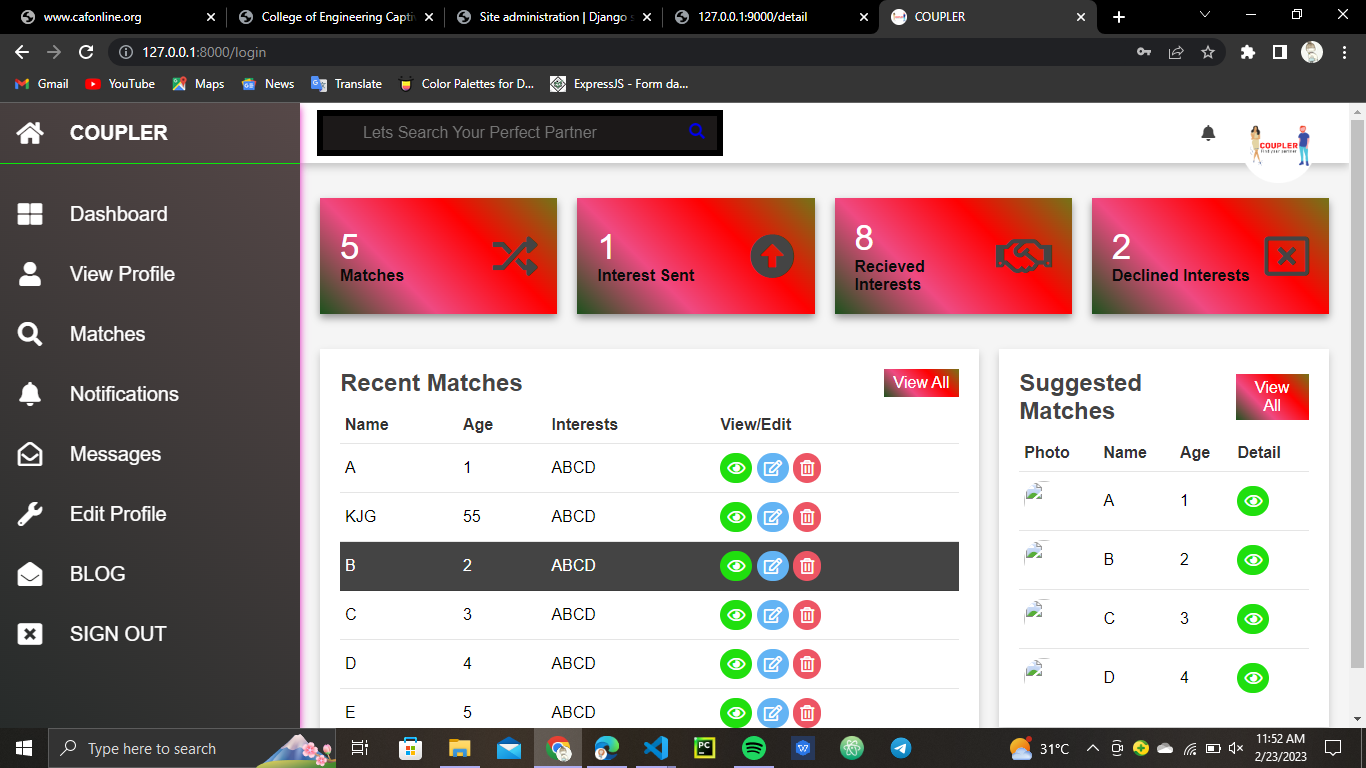 www.cafonline.org
College of Engineering Captiv
Site administration | Django s
127.0.0.1:9000/detail
COUPLER
127.0.0.1:8000/login
Gmail
YouTube
Maps
News
Translate
Color Palettes for D...
ExpressJS - Form da...
COUPLER
Dashboard
View Profile
Matches
Notifications
Messages
Edit Profile
BLOG
SIGN OUT
Lets Search Your Perfect Partner
COUPLER
5
Matches
1
Interest Sent
8
Recieved
Interests
2
Declined Interests
Recent Matches
View All
Name Age Interests View/Edit
A 1 ABCD
KJG 55 ABCD
B 2 ABCD
C 3 ABCD
D 4 ABCD
E 5 ABCD
Suggested
Matches
View
All
Photo Name Age Detail
A 1
B 2
C 3
D 4
Type here to search
PC
W
31°C
11:52 AM
2/23/2023